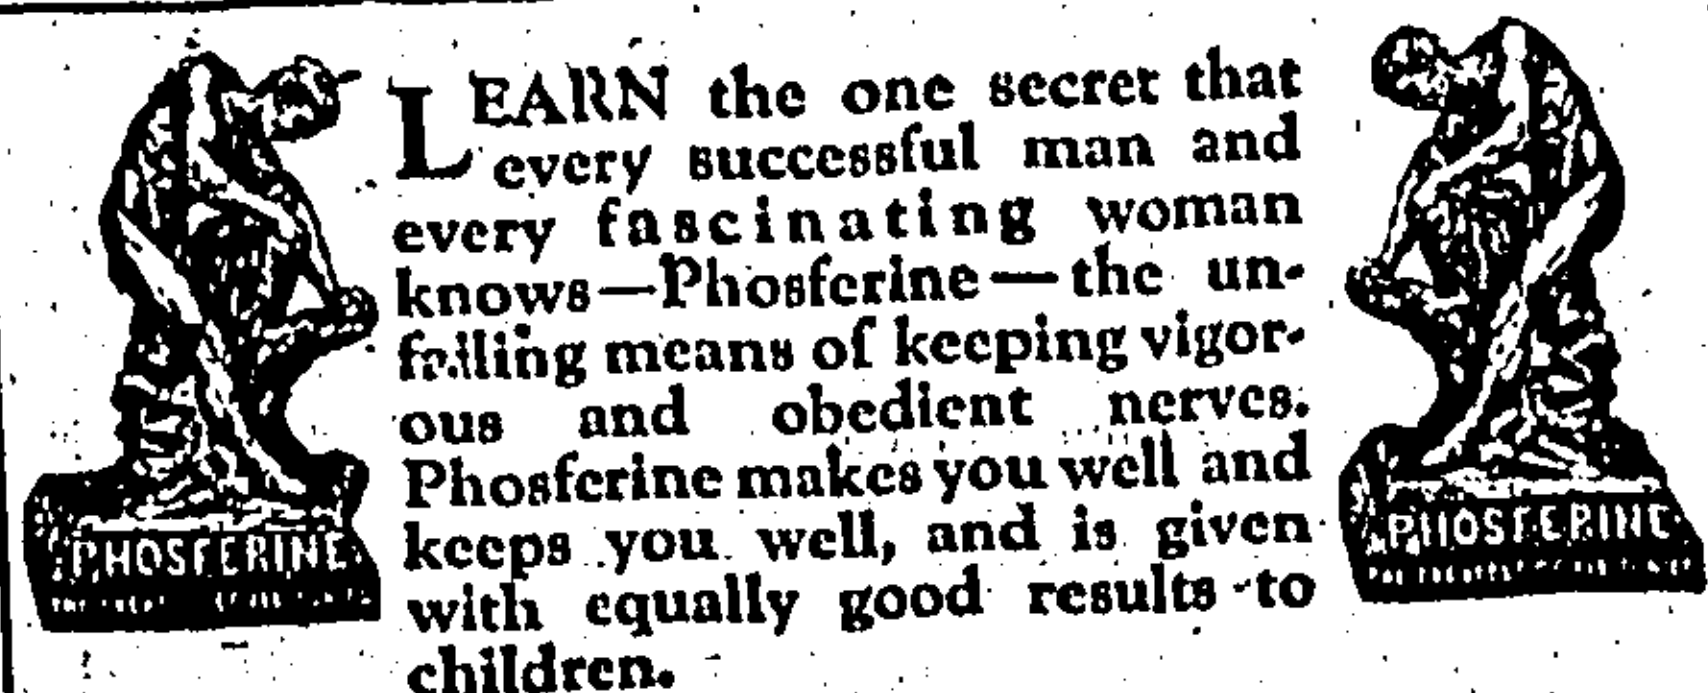 LEARN the one secret that
every successful man and
every fascinating woman
knows—Phosferine—the un-
failing means of keeping vigor-
ous and obedient nerves.
Phosferine makes you well and
keeps you well, and is given
with equally good results to
children.
PHOSFERINE
PHOSFERINE